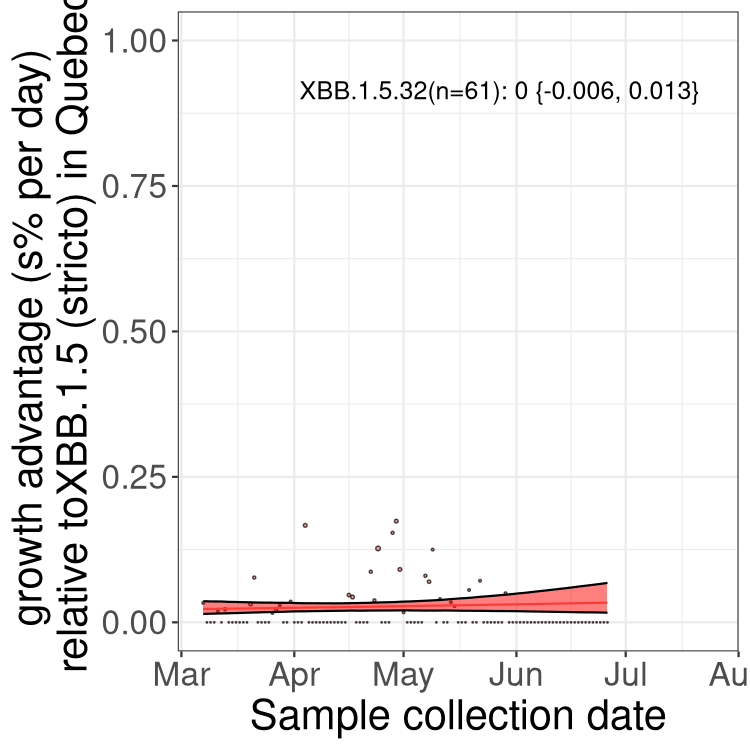 growth advantage (s% per day)
relative toXBB.1.5 (stricto) in Quebec
1.00
0.75
0.50
0.25
0.00
XBB.1.5.32(n=61): 0 {-0.006, 0.013}
Mar Apr May Jun Jul Au
Sample collection date